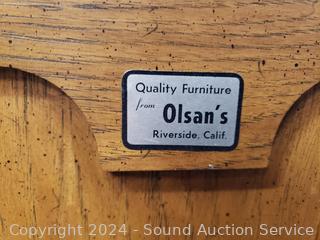 Quality Furniture
from Olsan's
Riverside, Calif.
Copyright 2024 - Sound Auction Service